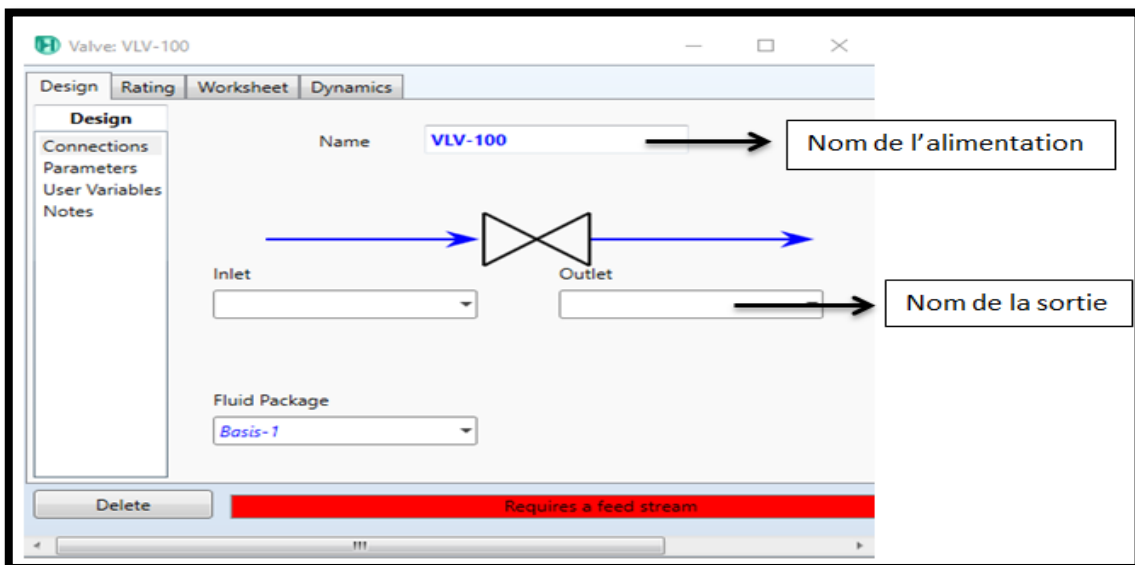 Valve: VLV-100
Design Rating Worksheet Dynamics
Design
Connections
Parameters
User Variables
Notes
Name VLV-100
Nom de l’alimentation
Inlet Outlet
Nom de la sortie
Fluid Package
Basis-1
Delete Requires a feed stream